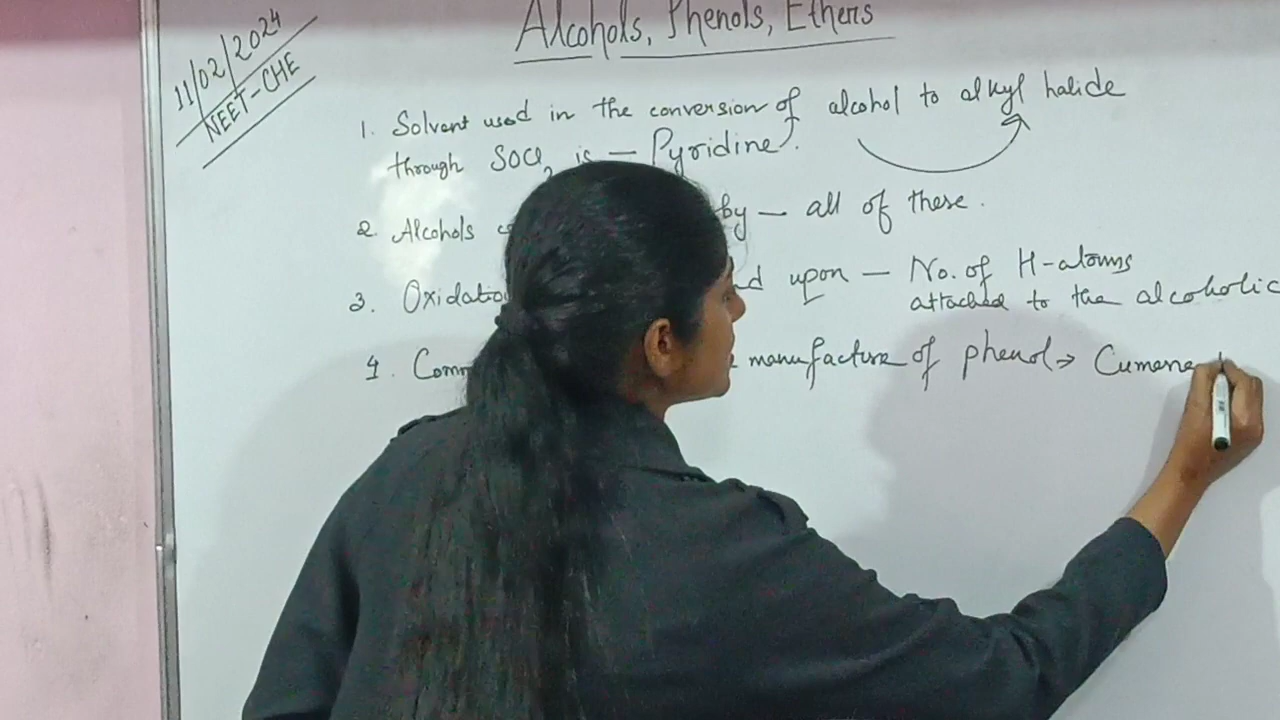 Alcohols, Phenols, Ethers
11/02/2024
NEET-CHE
1. Solvent used in the conversion of alcohol to alkyl halide
through SOCl2 is — Pyridine.
2. Alcohols by — all of these.
3. upon — No. of H-atoms
attached to the alcoholic
4. manufacture of phenol → Cumene